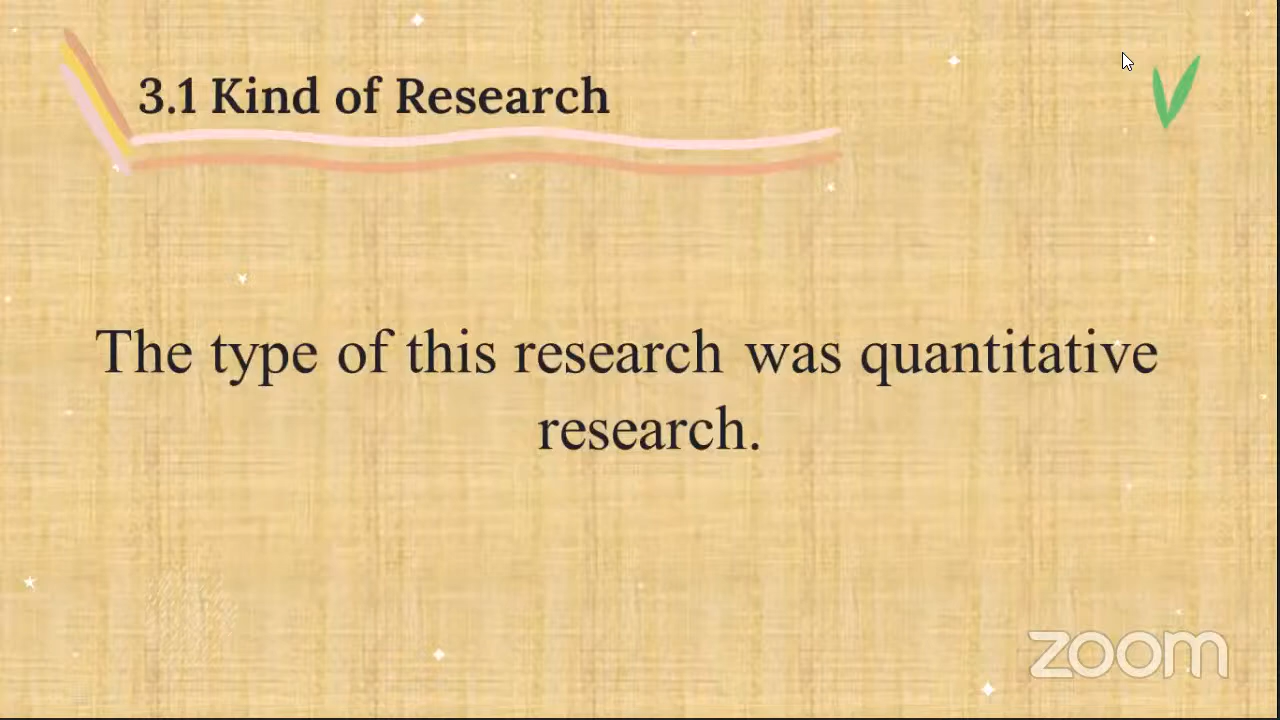 3.1 Kind of Research
The type of this research was quantitative
research.
zoom